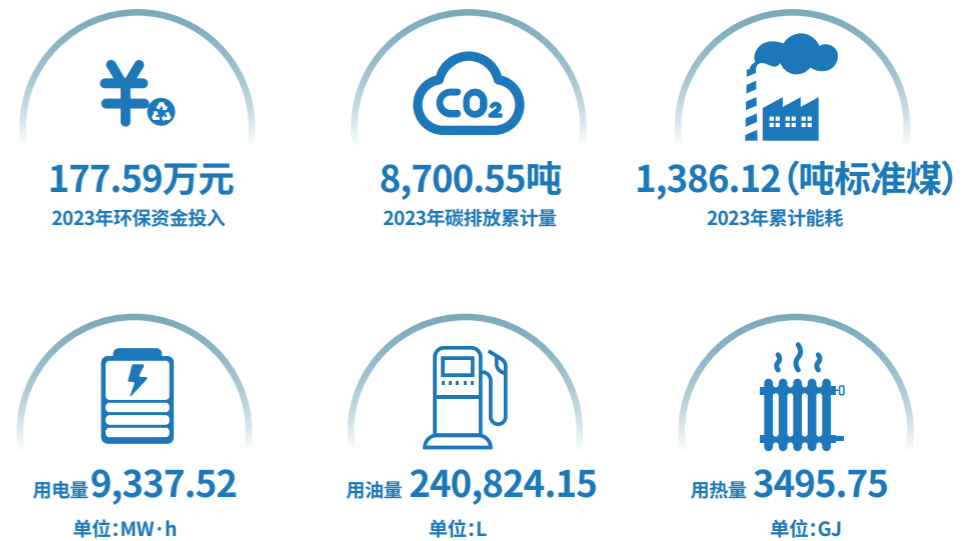 CO₂
177.59万元
2023年环保资金投入
8,700.55吨
2023年碳排放累计量
1,386.12（吨标准煤）
2023年累计能耗
用电量9,337.52
单位：MW·h
用油量 240,824.15
单位：L
用热量 3495.75
单位：GJ